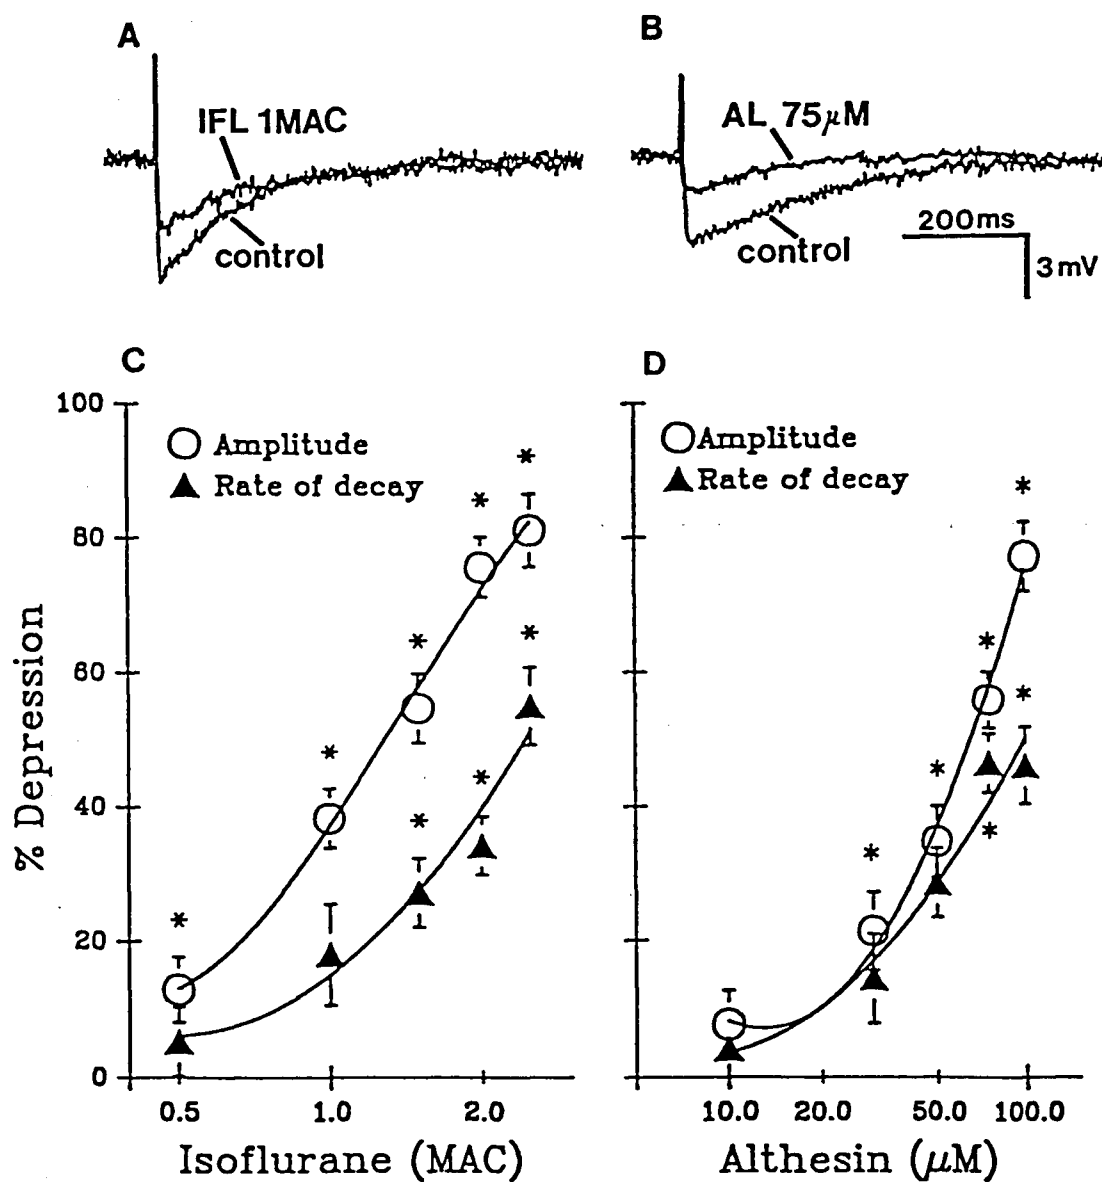 A
IFL 1MAC
control
B
AL 75μM
control
200ms
3mV
C
% Depression
100
80
60
40
20
0
○ Amplitude
▲ Rate of decay
*
*
*
*
*
*
*
*
0.5
1.0
2.0
Isoflurane (MAC)
D
○ Amplitude
▲ Rate of decay
*
*
*
*
*
*
10.0
20.0
50.0
100.0
Althesin (μM)